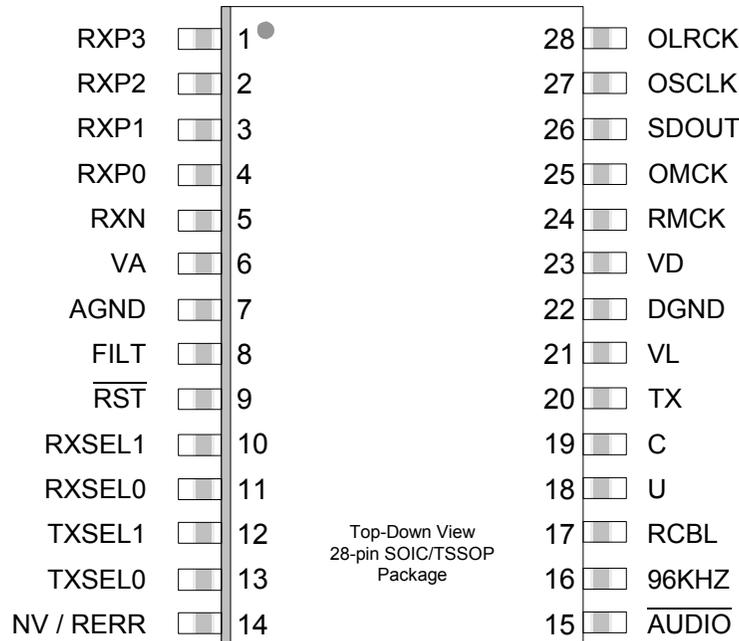 RXP3 1 28 OLRCK
RXP2 2 27 OSCLK
RXP1 3 26 SDOUT
RXP0 4 25 OMCK
RXN 5 24 RMCK
VA 6 23 VD
AGND 7 22 DGND
FILT 8 21 VL
R̅S̅T̅ 9 20 TX
RXSEL1 10 19 C
RXSEL0 11 18 U
TXSEL1 12 17 RCBL
TXSEL0 13 16 96KHZ
NV / RERR 14 15 A̅U̅D̅I̅O̅
Top-Down View
28-pin SOIC/TSSOP
Package